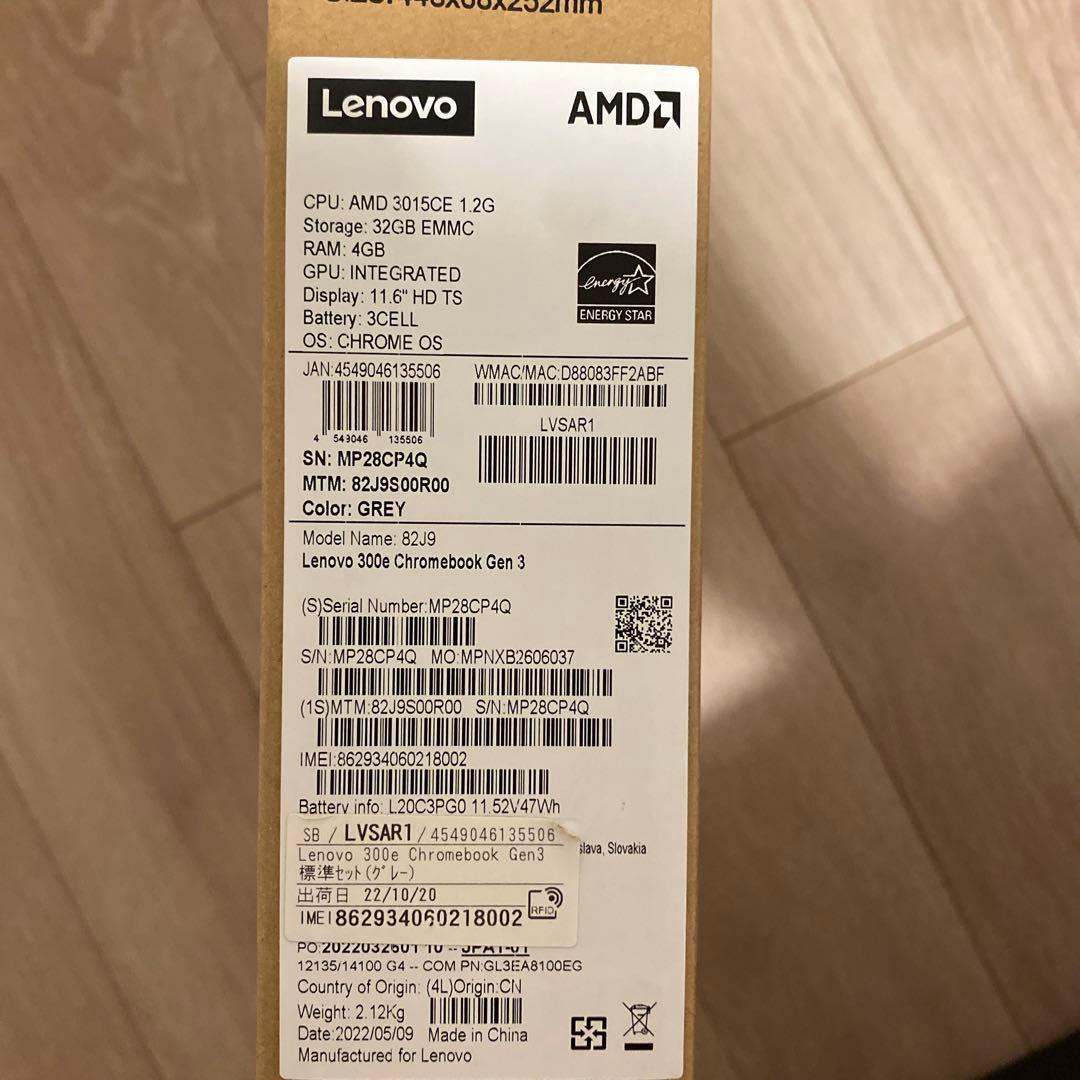 Lenovo
AMD
CPU: AMD 3015CE 1.2G
Storage: 32GB EMMC
RAM: 4GB
GPU: INTEGRATED
Display: 11.6" HD TS
Battery: 3CELL
OS: CHROME OS
energy
ENERGY STAR
JAN:4549046135506
WMAC/MAC:D88083FF2ABF
LVSAR1
4 549046 135506
SN: MP28CP4Q
MTM: 82J9S00R00
Color: GREY
Model Name: 82J9
Lenovo 300e Chromebook Gen 3
(S)Serial Number:MP28CP4Q
S/N:MP28CP4Q MO:MPNXB2606037
(1S)MTM:82J9S00R00 S/N:MP28CP4Q
IMEI:862934060218002
Battery info: L20C3PG0 11.52V47Wh
SB / LVSAR1 / 4549046135506
Lenovo 300e Chromebook Gen3
標準セット(グレー)
出荷日 22/10/20
RFID
IMEI 862934060218002
Slovakia
PO:2022032601 10 -- JPAT-01
12135/14100 G4 -- COM PN:GL3EA8100EG
Country of Origin: (4L)Origin:CN
Weight: 2.12Kg
Date:2022/05/09 Made in China
Manufactured for Lenovo